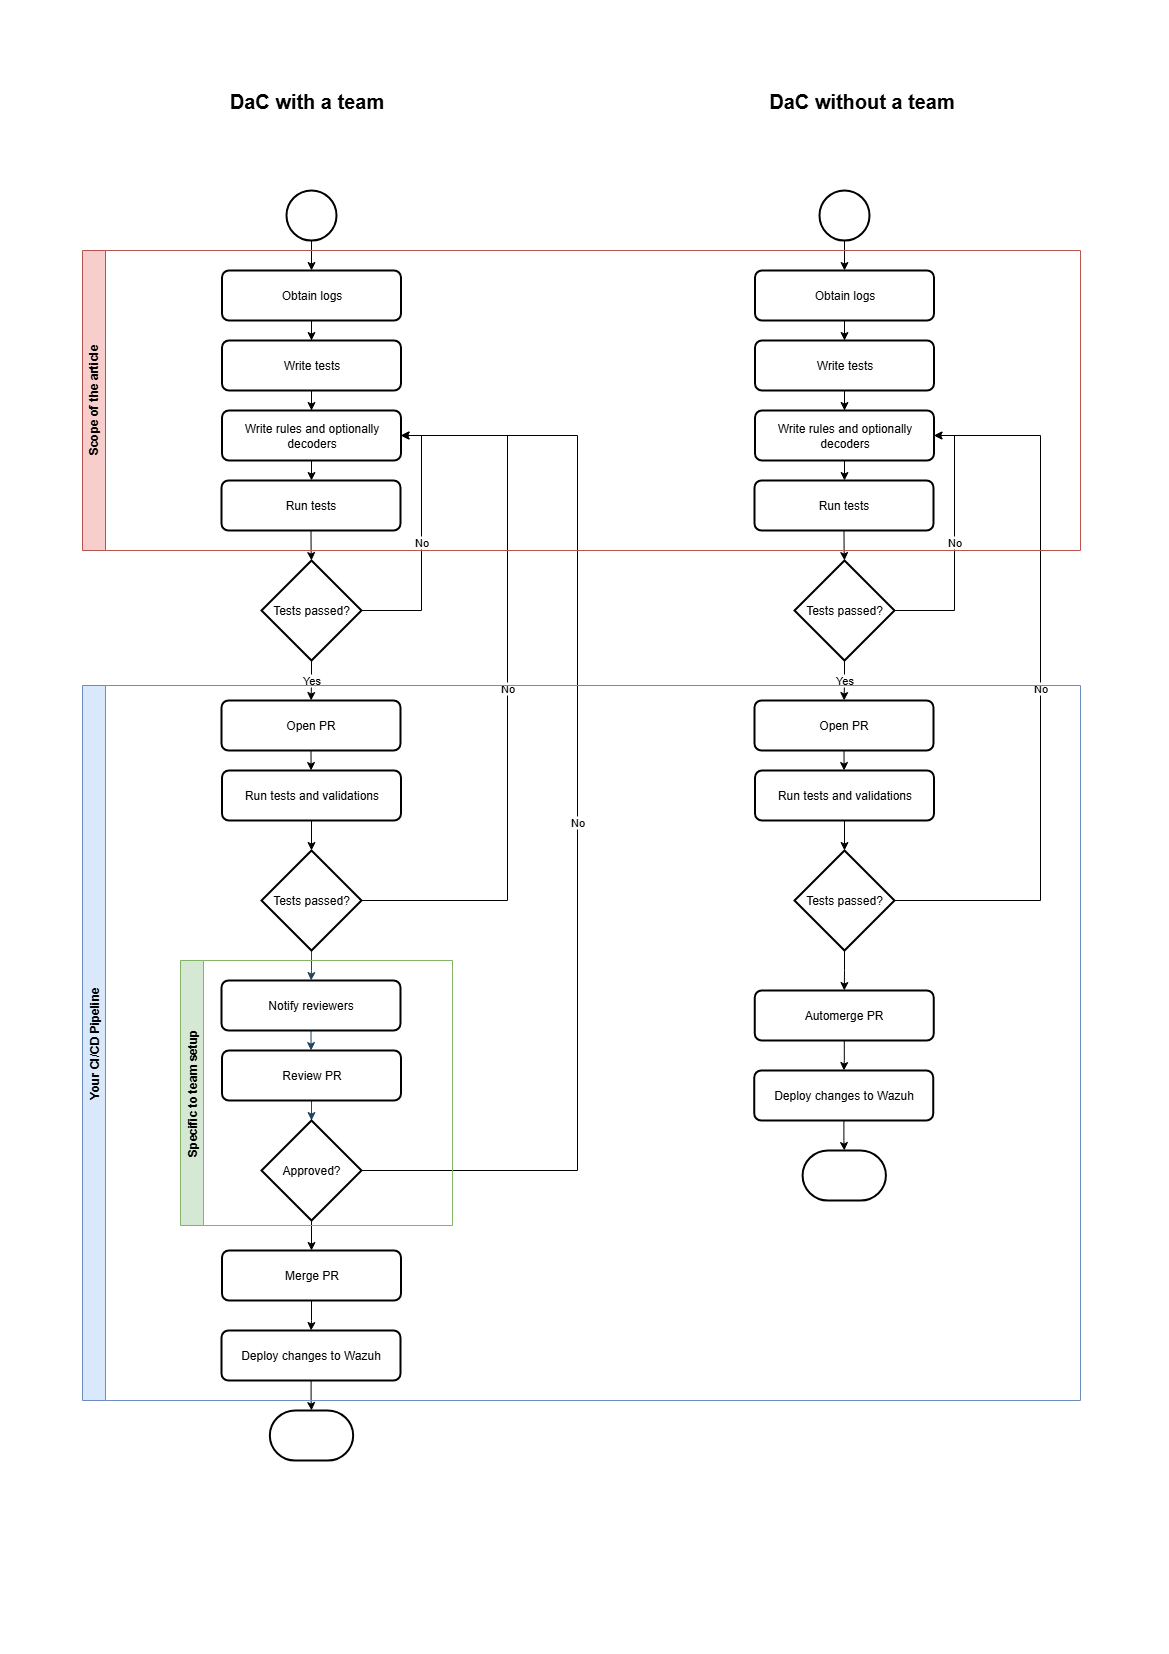 DaC with a team
DaC without a team
Scope of the article
Obtain logs
Obtain logs
Write tests
Write tests
Write rules and optionally
decoders
Write rules and optionally
decoders
Run tests
Run tests
No
No
Tests passed?
Tests passed?
Yes
No
Yes
No
Your CI/CD Pipeline
Open PR
Open PR
Run tests and validations
Run tests and validations
No
Tests passed?
Tests passed?
Specific to team setup
Notify reviewers
Automerge PR
Review PR
Deploy changes to Wazuh
Approved?
Merge PR
Deploy changes to Wazuh